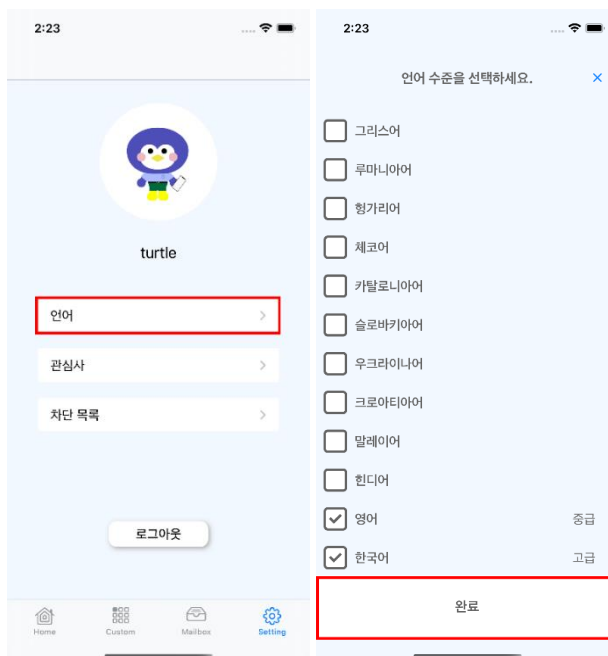 2:23
turtle
언어
관심사
차단 목록
로그아웃
Home Custom Mailbox Setting
2:23
언어 수준을 선택하세요.
그리스어
루마니아어
헝가리어
체코어
카탈로니아어
슬로바키아어
우크라이나어
크로아티아어
말레이어
힌디어
영어 중급
한국어 고급
완료